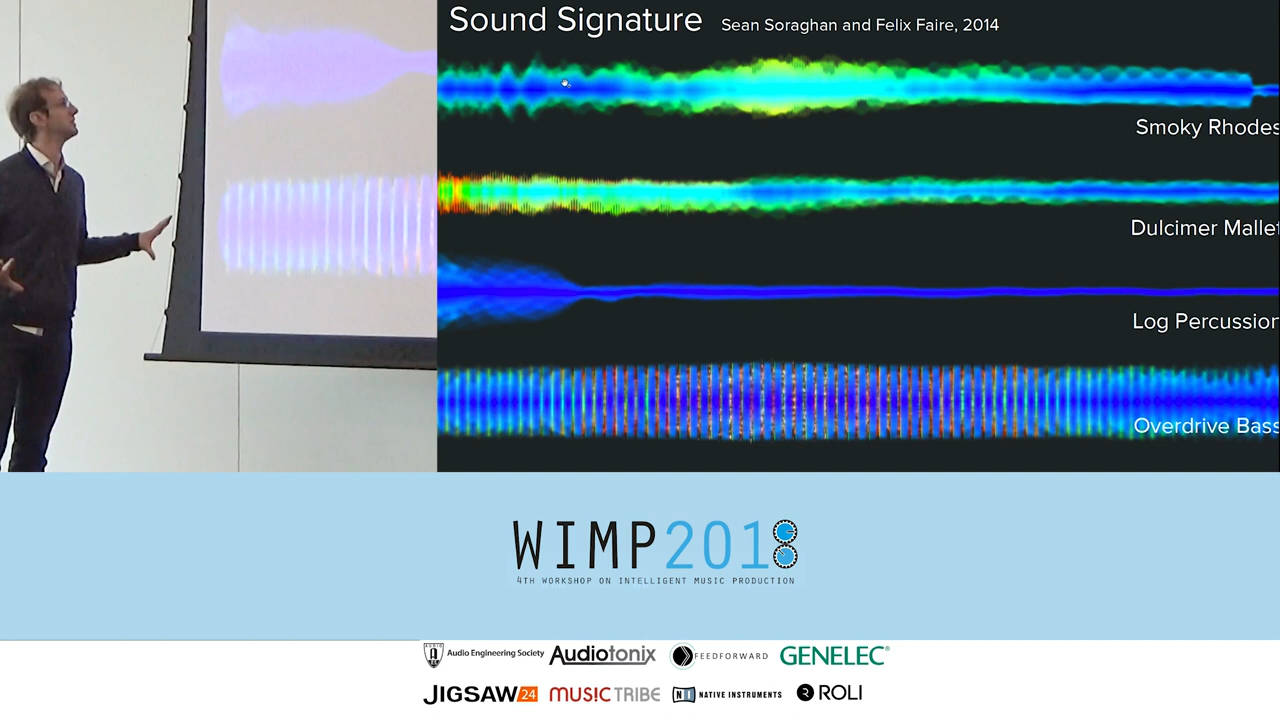 Sound Signature Sean Soraghan and Felix Faire, 2014
Smoky Rhodes
Dulcimer Mallet
Log Percussion
Overdrive Bass
WIMP2018
4TH WORKSHOP ON INTELLIGENT MUSIC PRODUCTION
Audio Engineering Society Audiotonix FEEDFORWARD GENELEC®
JIGSAW24 MUSIC TRIBE NI NATIVE INSTRUMENTS ROLI